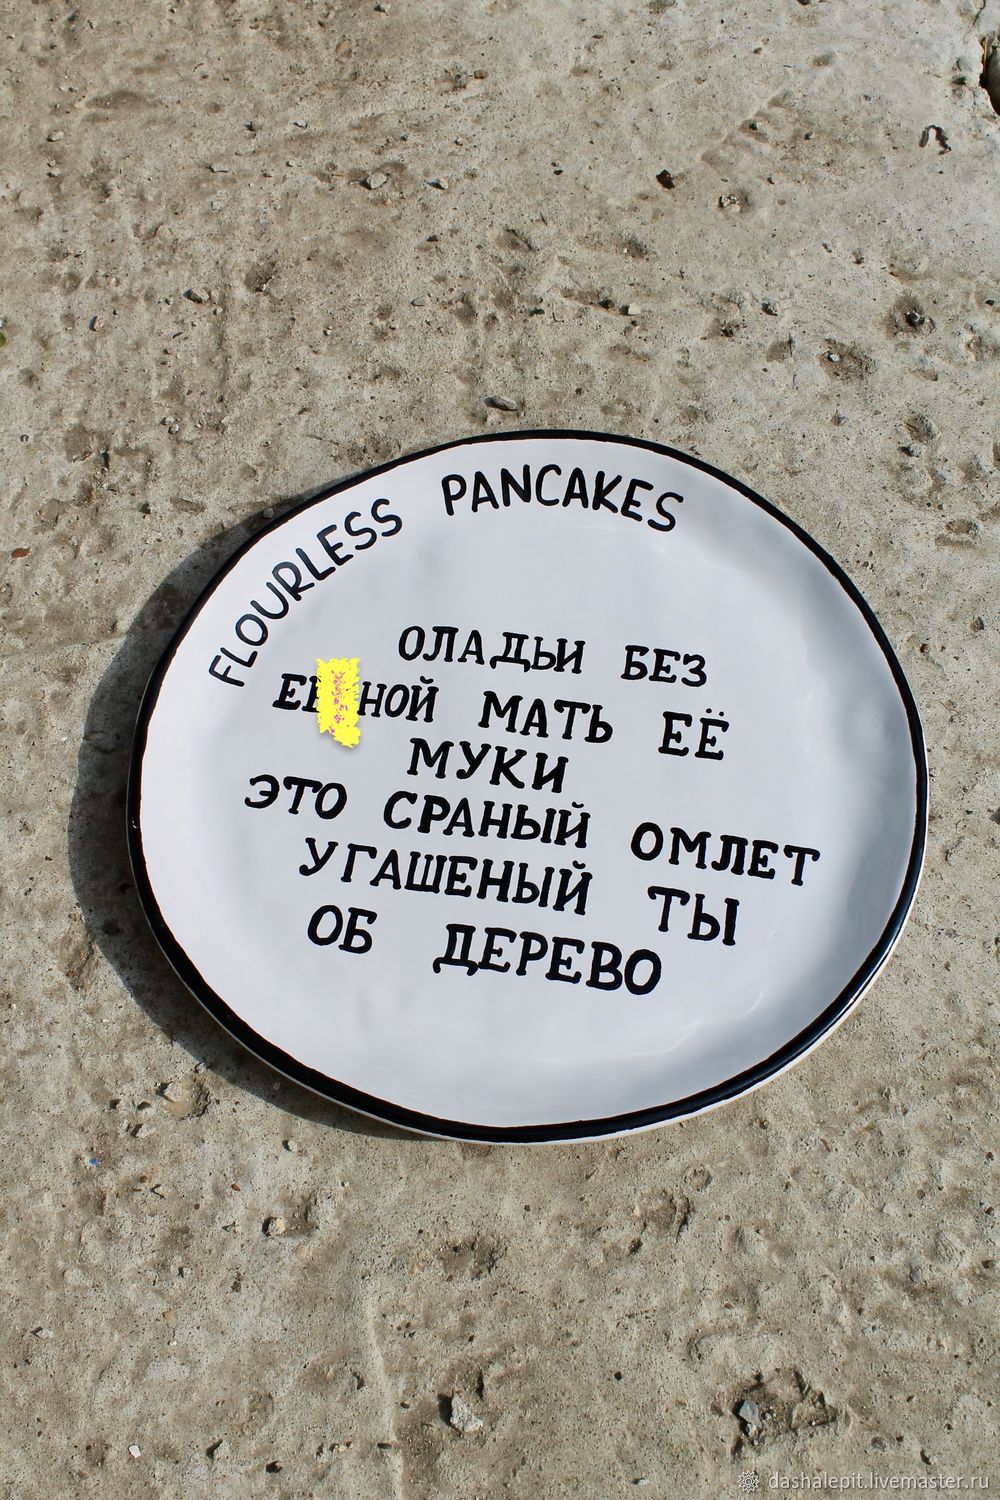 FLOURLESS PANCAKES
ОЛАДЬИ БЕЗ
МАТЬ ЕЁ
МУКИ
ЭТО СРАНЫЙ ОМЛЕТ
УГАШЕНЫЙ ТЫ
ОБ ДЕРЕВО
dashalepit.livemaster.ru